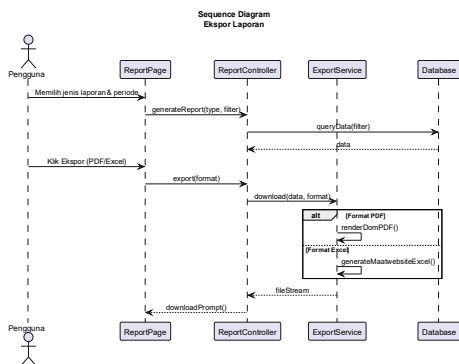 Sequence Diagram
Ekspor Laporan
Pengguna
ReportPage
ReportController
ExportService
Database
Memilih jenis laporan & periode
generateReport(type, filter)
queryData(filter)
data
Klik Ekspor (PDF/Excel)
export(format)
download(data, format)
alt
[Format PDF]
renderDomPDF()
[Format Excel]
generateMaatwebsiteExcel()
fileStream
downloadPrompt()
Pengguna
ReportPage
ReportController
ExportService
Database